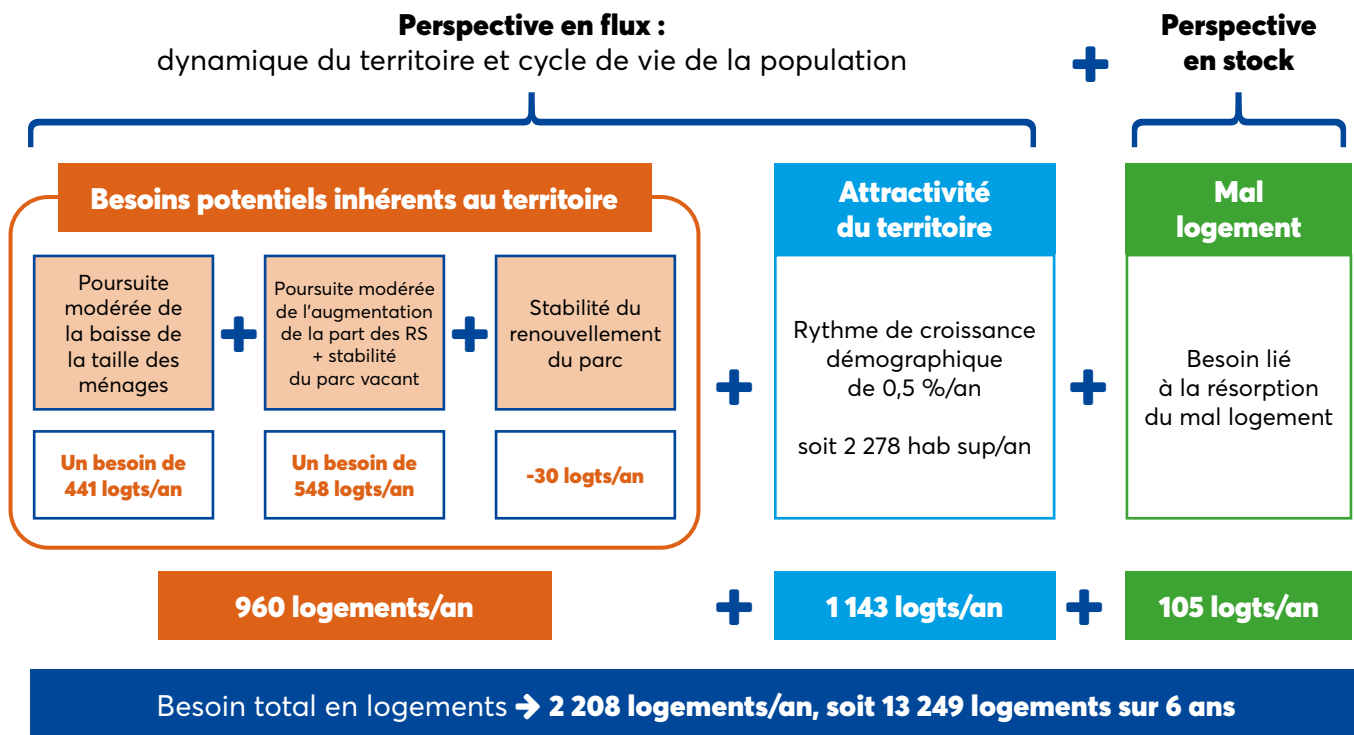 Perspective en flux :
dynamique du territoire et cycle de vie de la population
+
Perspective
en stock
Besoins potentiels inhérents au territoire
Poursuite
modérée de
la baisse de
la taille des
ménages
+
Poursuite modérée
de l'augmentation
de la part des RS
+ stabilité
du parc vacant
+
Stabilité du
renouvellement
du parc
Un besoin de
441 logts/an
Un besoin de
548 logts/an
-30 logts/an
+
Attractivité
du territoire
Rythme de croissance
démographique
de 0,5 %/an
soit 2 278 hab sup/an
+
Mal
logement
Besoin lié
à la résorption
du mal logement
960 logements/an
+
1 143 logts/an
+
105 logts/an
Besoin total en logements → 2 208 logements/an, soit 13 249 logements sur 6 ans